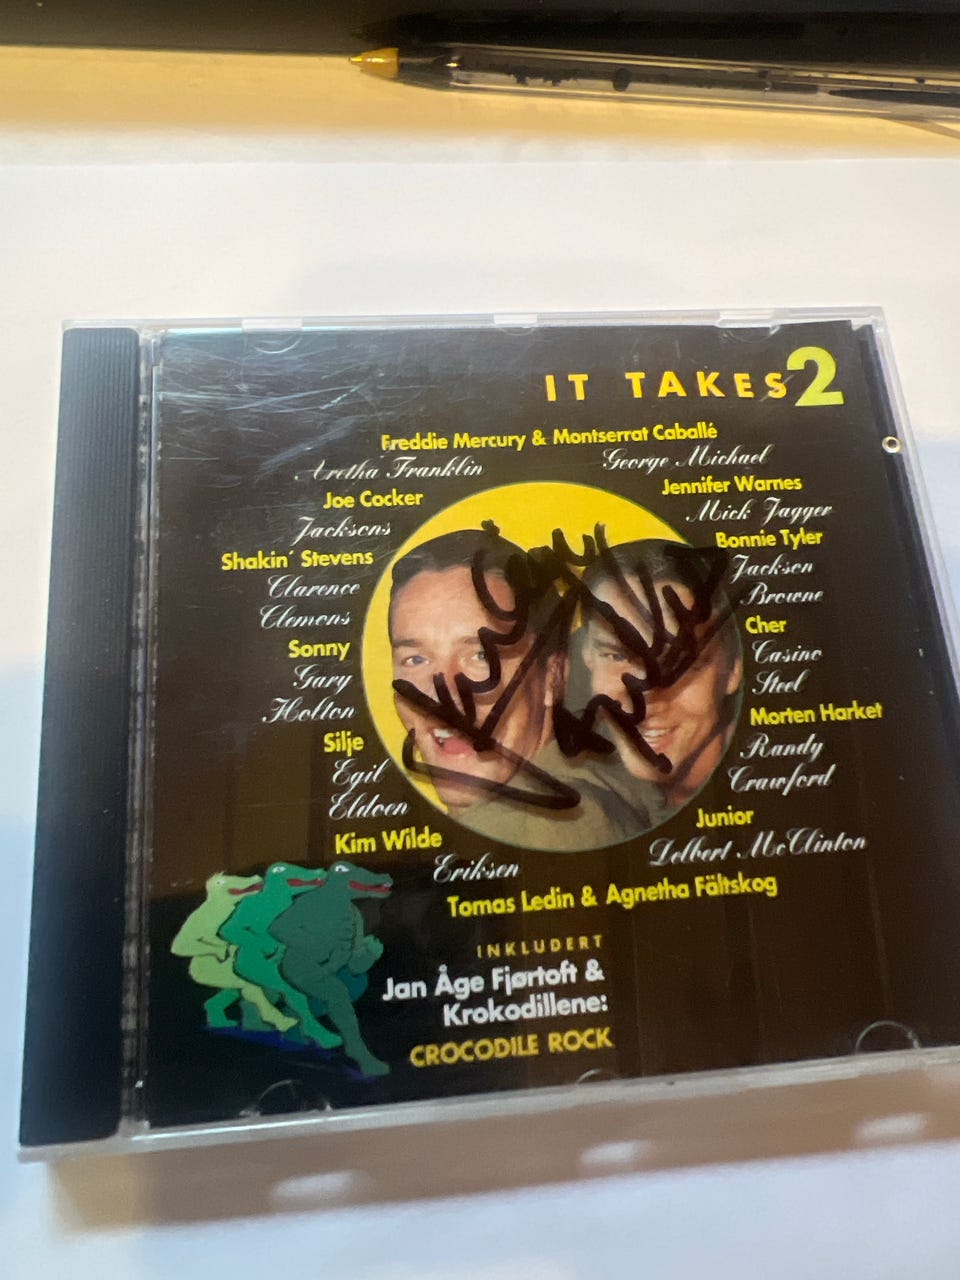 IT TAKES 2
Freddie Mercury & Montserrat Caballé
Aretha Franklin
George Michael
Joe Cocker
Jennifer Warnes
Jacksons
Mick Jagger
Shakin' Stevens
Bonnie Tyler
Clarence
Jackson
Clemons
Browne
Sonny
Cher
Gary
Casino
Holton
Steel
Silje
Morten Harket
Egil
Randy
Eldøen
Crawford
Kim Wilde
Junior
Eriksen
Delbert McClinton
Tomas Ledin & Agnetha Fältskog
INKLUDERT
Jan Åge Fjørtoft &
Krokodillene:
CROCODILE ROCK